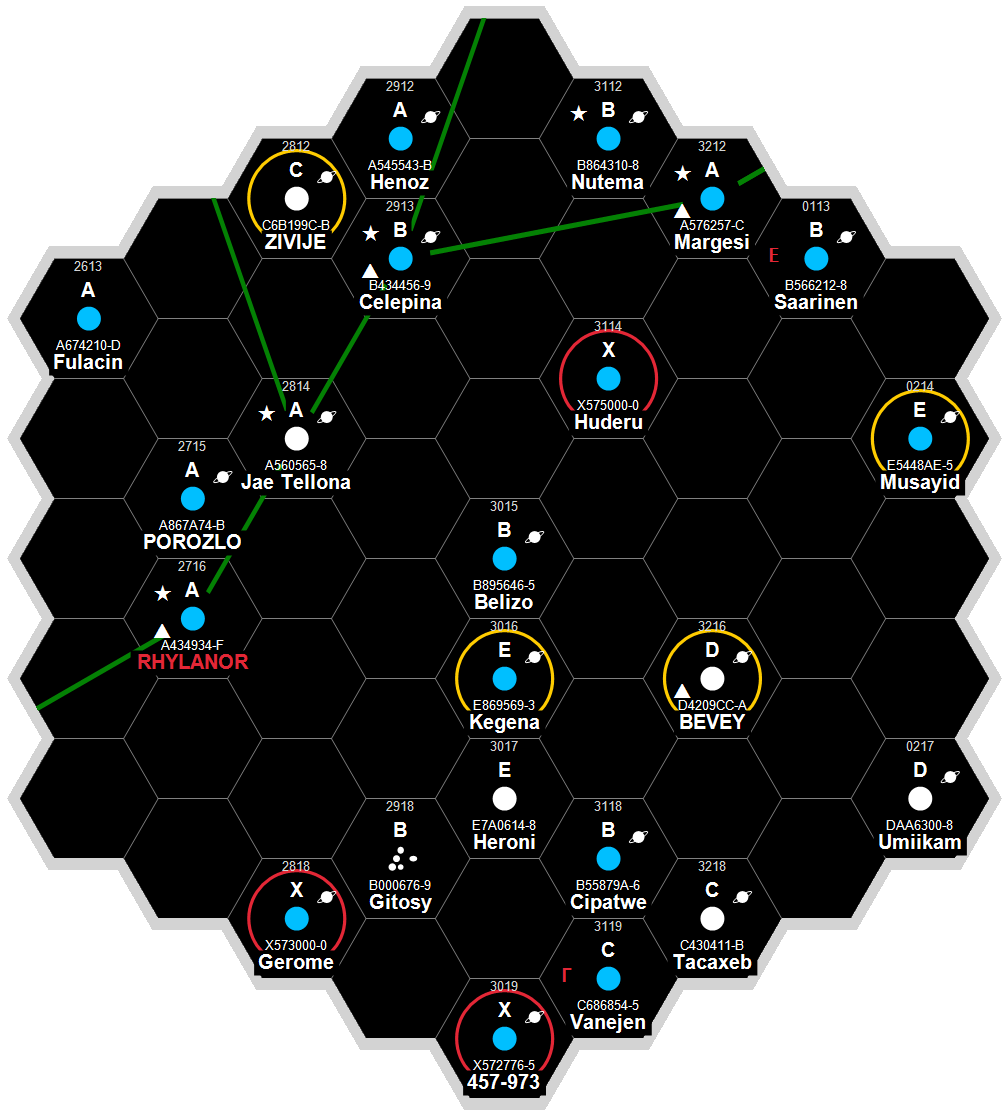 2912
A
A545543-B
Henoz
3112
B
B864310-8
Nutema
2812
C
C6B199C-B
ZIVIJE
3212
A
A576257-C
Margesi
2913
B
B434456-9
Celepina
0113
B
E
B566212-8
Saarinen
2613
A
A674210-D
Fulacin
3114
X
X575000-0
Huderu
2814
A
A560565-8
Jae Tellona
0214
E
E5448AE-5
Musayid
2715
A
A867A74-B
POROZLO
3015
B
B895646-5
Belizo
2716
A
A434934-F
RHYLANOR
3016
E
E869569-3
Kegena
3216
D
D4209CC-A
BEVEY
3017
E
E7A0614-8
Heroni
0217
D
DAA6300-8
Umiikam
2918
B
B000676-9
Gitosy
3118
B
B55879A-6
Cipatwe
2818
X
X573000-0
Gerome
3218
C
C430411-B
Tacaxeb
3119
C
Γ
C686854-5
Vanejen
3019
X
X572776-5
457-973